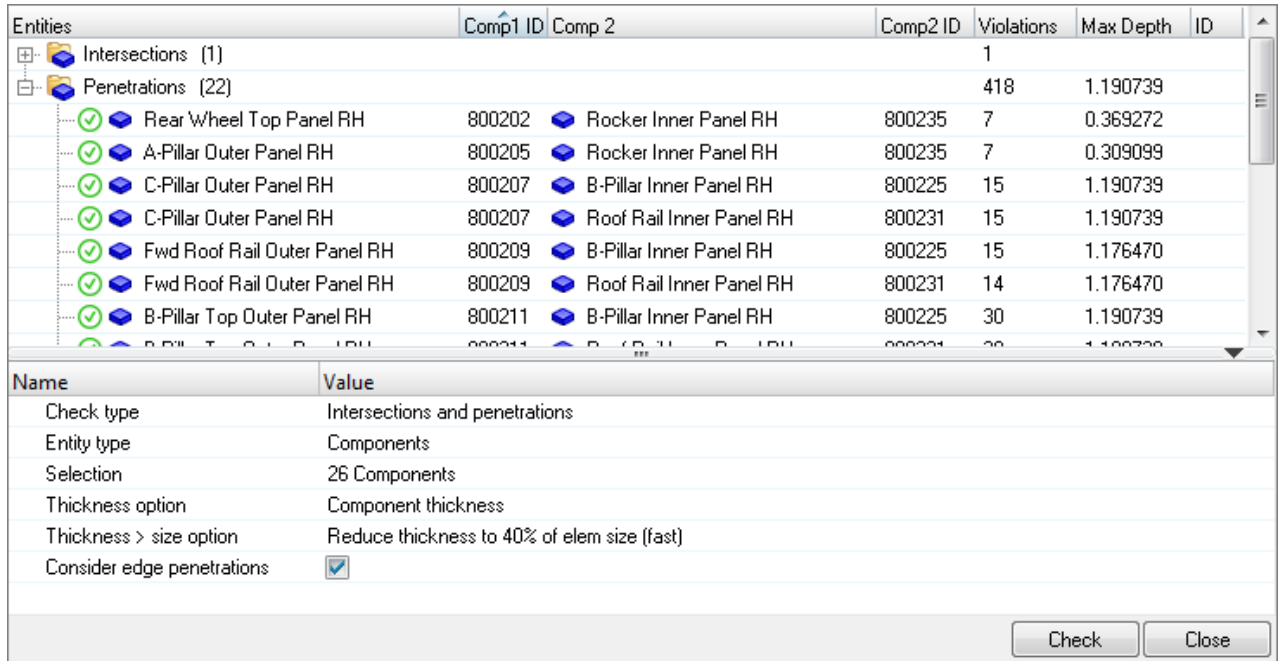 Entities Comp1 ID Comp 2 Comp2 ID Violations Max Depth ID
Intersections (1) 1
Penetrations (22) 418 1.190739
Rear Wheel Top Panel RH 800202 Rocker Inner Panel RH 800235 7 0.369272
A-Pillar Outer Panel RH 800205 Rocker Inner Panel RH 800235 7 0.309099
C-Pillar Outer Panel RH 800207 B-Pillar Inner Panel RH 800225 15 1.190739
C-Pillar Outer Panel RH 800207 Roof Rail Inner Panel RH 800231 15 1.190739
Fwd Roof Rail Outer Panel RH 800209 B-Pillar Inner Panel RH 800225 15 1.176470
Fwd Roof Rail Outer Panel RH 800209 Roof Rail Inner Panel RH 800231 14 1.176470
B-Pillar Top Outer Panel RH 800211 B-Pillar Inner Panel RH 800225 30 1.190739
Name Value
Check type Intersections and penetrations
Entity type Components
Selection 26 Components
Thickness option Component thickness
Thickness > size option Reduce thickness to 40% of elem size (fast)
Consider edge penetrations
Check Close